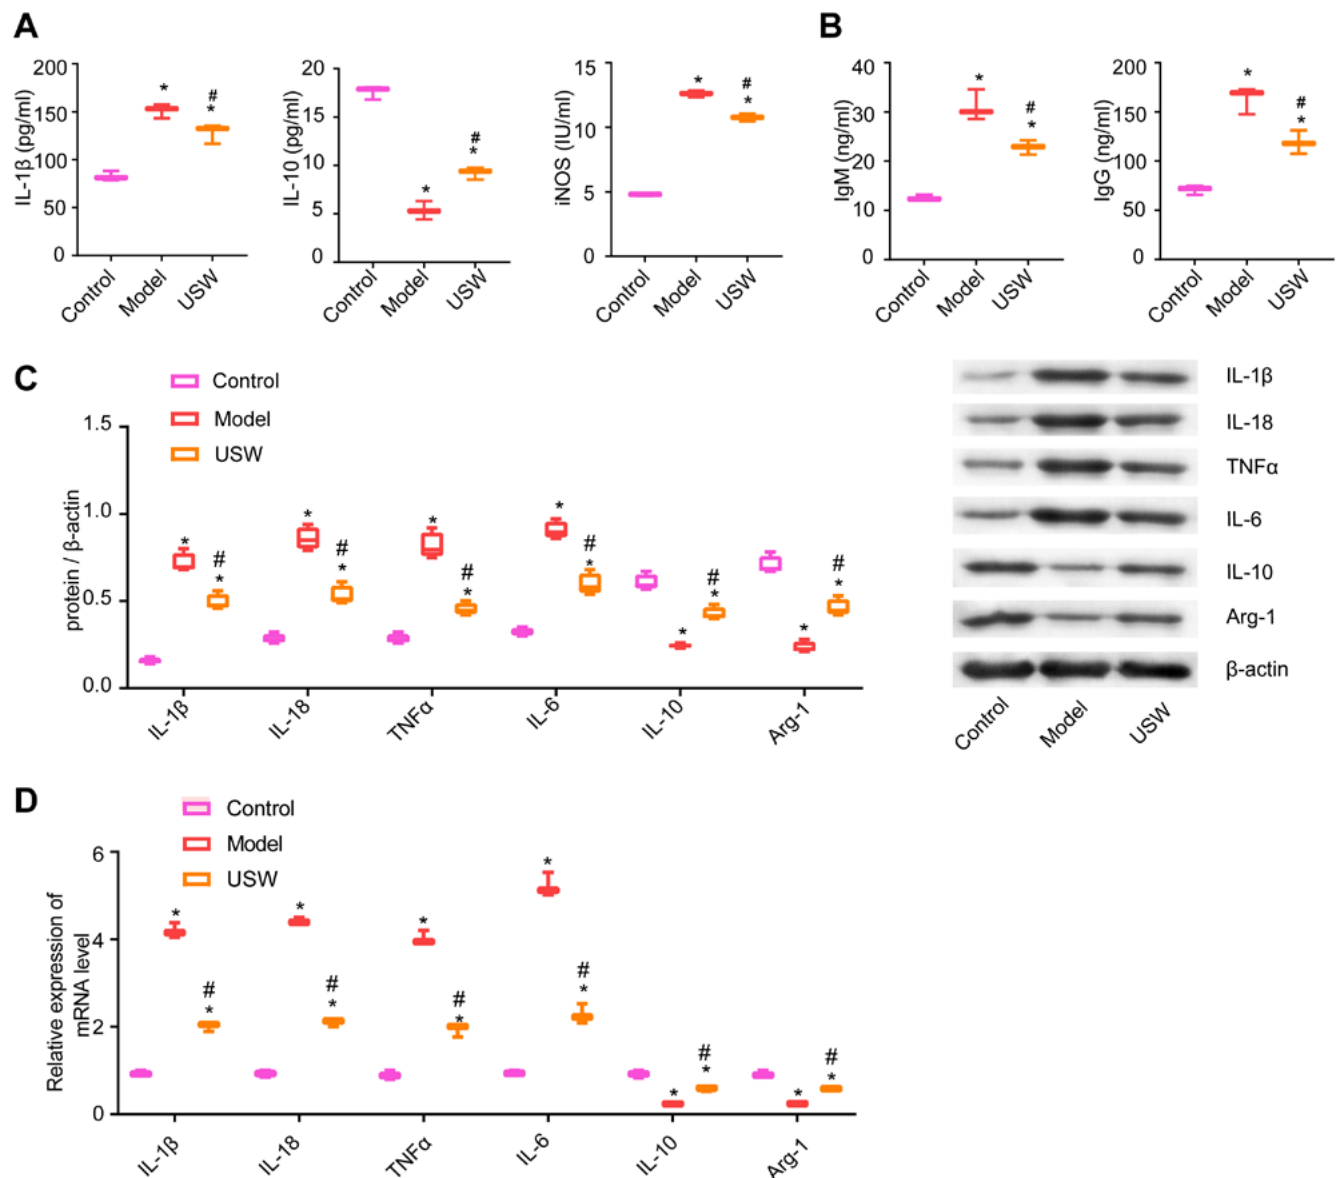 A
B
200
150
100
50
0
IL-1β (pg/ml)
*
#
*
Control
Model
USW
20
15
10
5
0
IL-10 (pg/ml)
*
#
*
Control
Model
USW
15
10
5
0
iNOS (IU/ml)
*
#
*
Control
Model
USW
40
30
20
10
0
IgM (ng/ml)
*
#
*
Control
Model
USW
200
150
100
50
0
IgG (ng/ml)
*
#
*
Control
Model
USW
C
Control
Model
USW
1.5
1.0
0.5
0.0
protein / β-actin
*
#
*
*
#
*
*
#
*
*
#
*
*
#
*
*
#
*
IL-1β
IL-18
TNFα
IL-6
IL-10
Arg-1
IL-1β
IL-18
TNFα
IL-6
IL-10
Arg-1
β-actin
Control
Model
USW
D
Control
Model
USW
6
4
2
0
Relative expression of
mRNA level
*
#
*
*
#
*
*
#
*
*
#
*
*
#
*
*
#
*
IL-1β
IL-18
TNFα
IL-6
IL-10
Arg-1